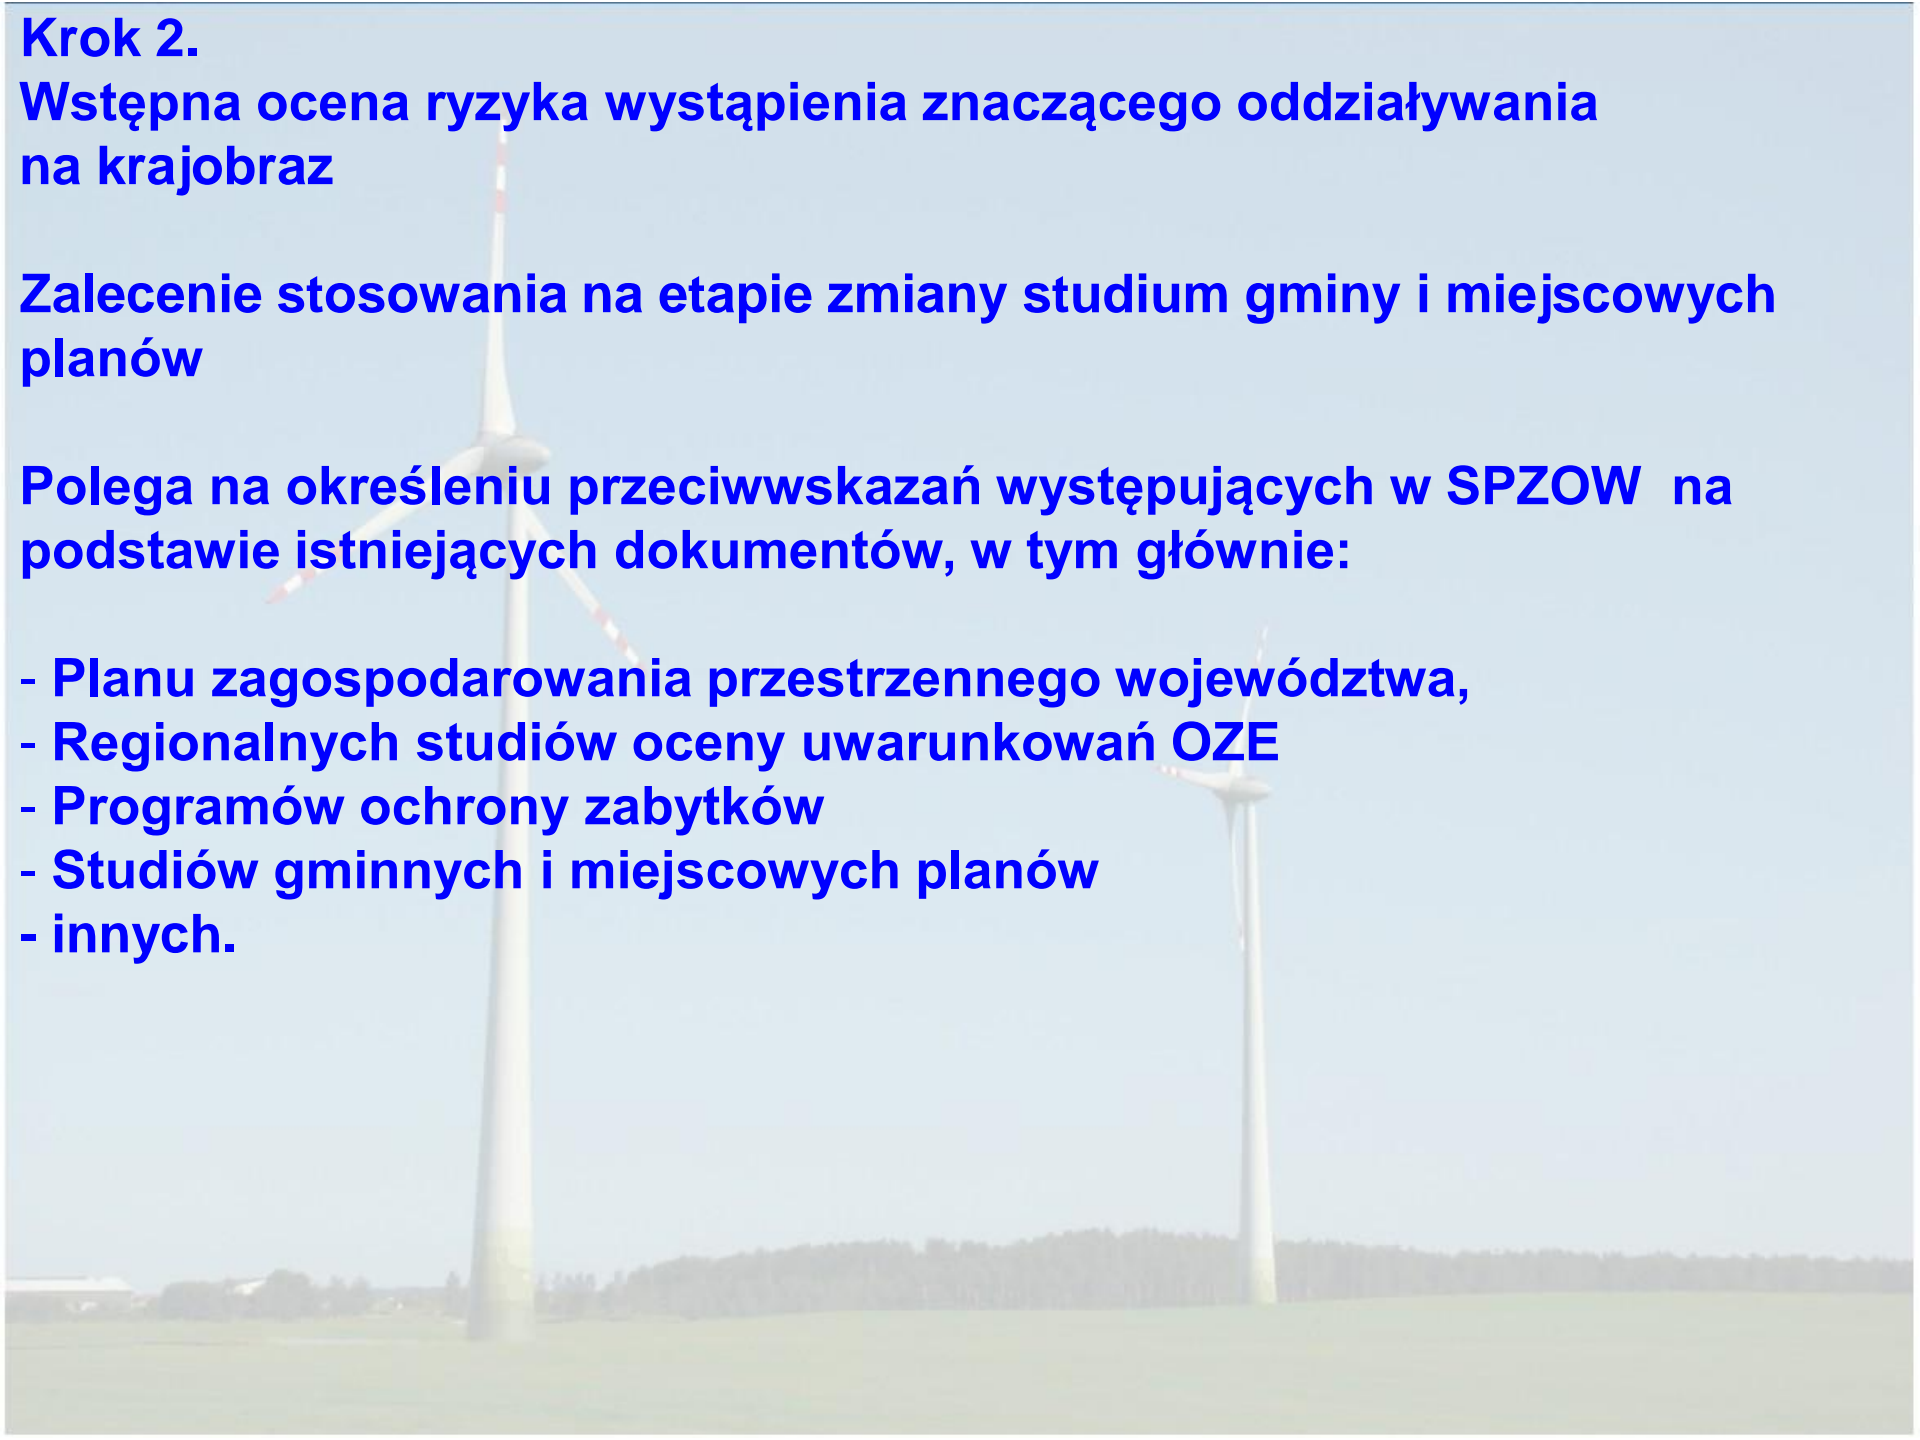 Krok 2.
Wstępna ocena ryzyka wystąpienia znaczącego oddziaływania
na krajobraz
Zalecenie stosowania na etapie zmiany studium gminy i miejscowych
planów
Polega na określeniu przeciwwskazań występujących w SPZOW  na
podstawie istniejących dokumentów, w tym głównie:
- Planu zagospodarowania przestrzennego województwa,
- Regionalnych studiów oceny uwarunkowań OZE
- Programów ochrony zabytków
- Studiów gminnych i miejscowych planów
- innych.